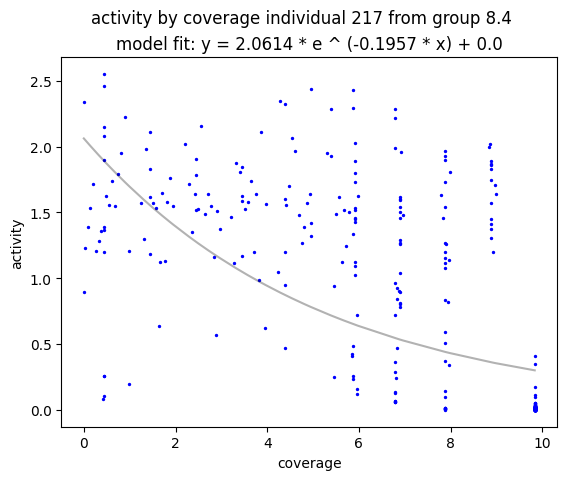 activity by coverage individual 217 from group 8.4
model fit: y = 2.0614 * e ^ (-0.1957 * x) + 0.0
2.5
2.0
1.5
1.0
0.5
0.0
activity
0 2 4 6 8 10
coverage